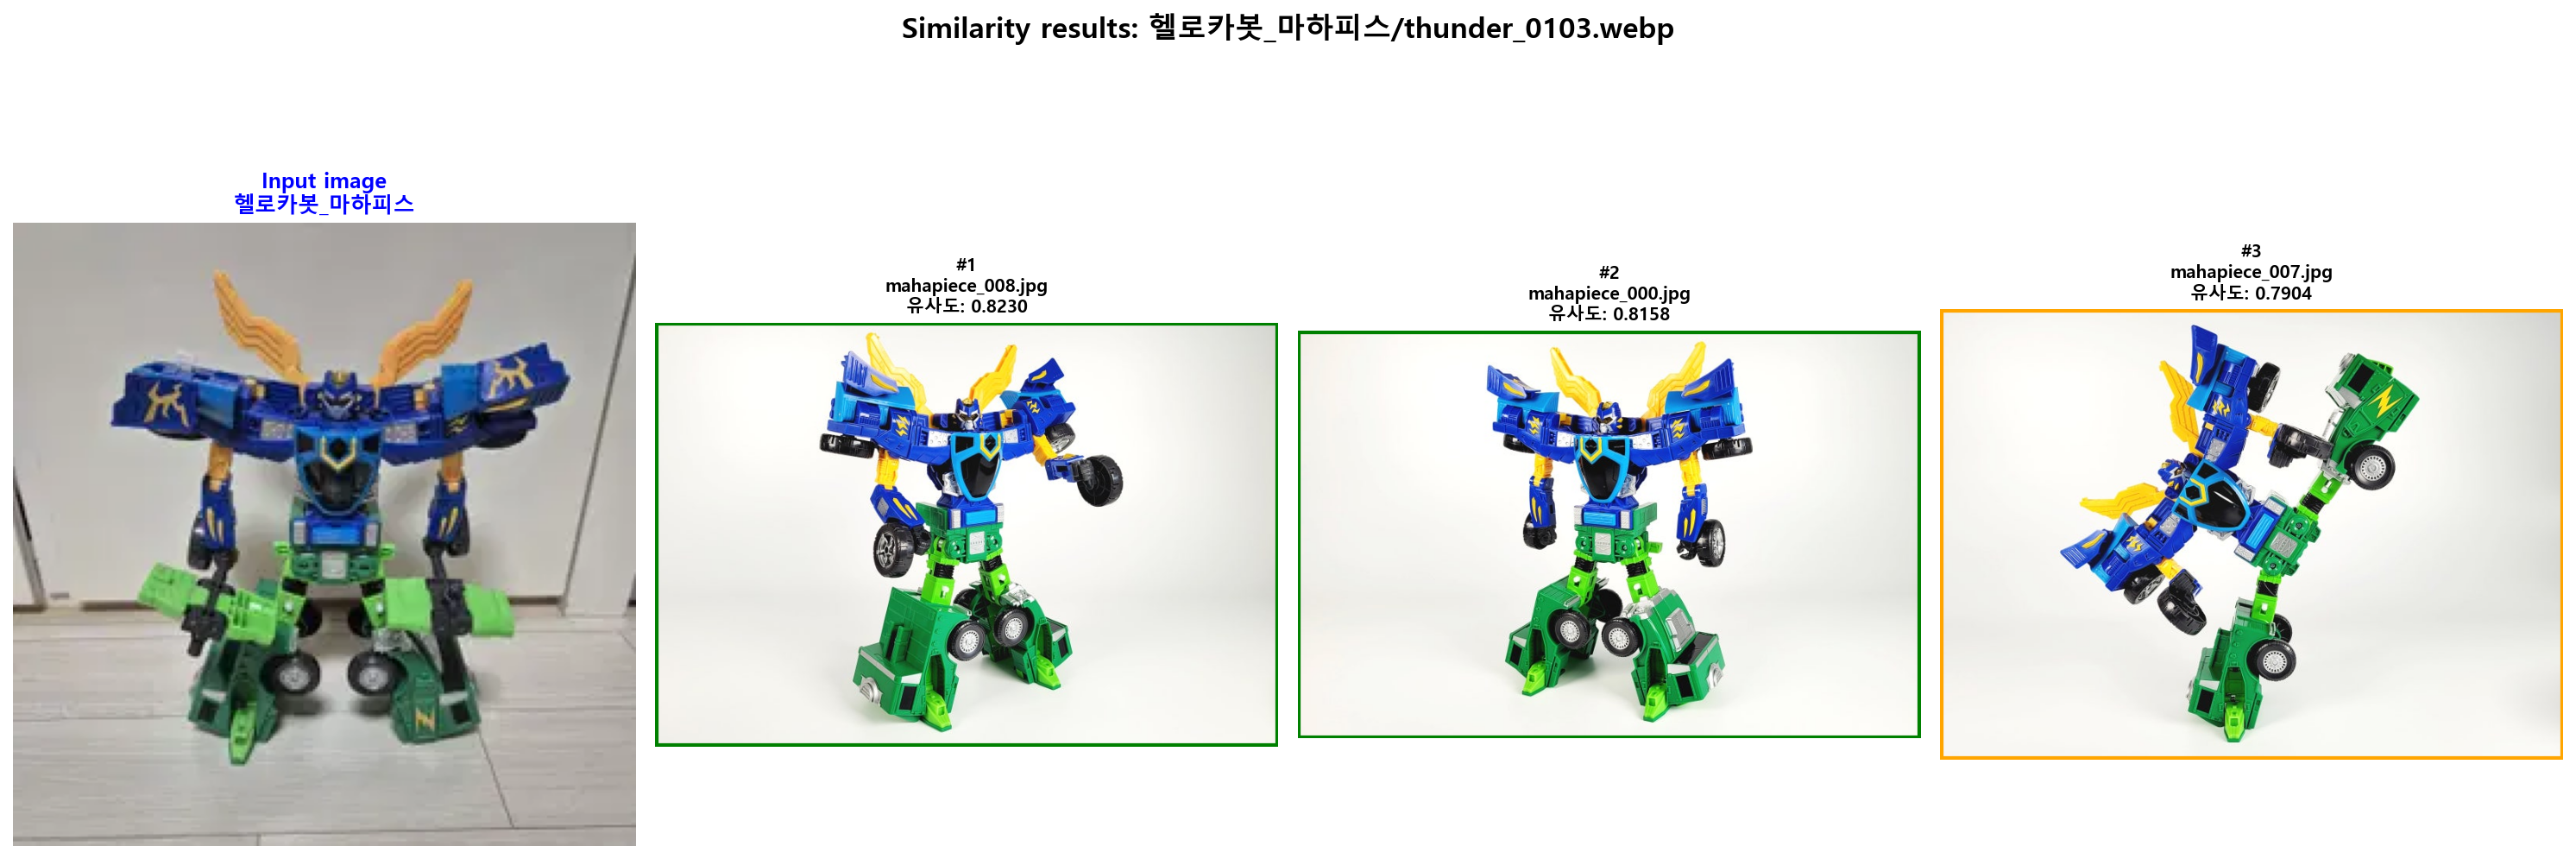 Similarity results: 헬로카봇_마하피스/thunder_0103.webp
Input image
헬로카봇_마하피스
#1
mahapiece_008.jpg
유사도: 0.8230
#2
mahapiece_000.jpg
유사도: 0.8158
#3
mahapiece_007.jpg
유사도: 0.7904